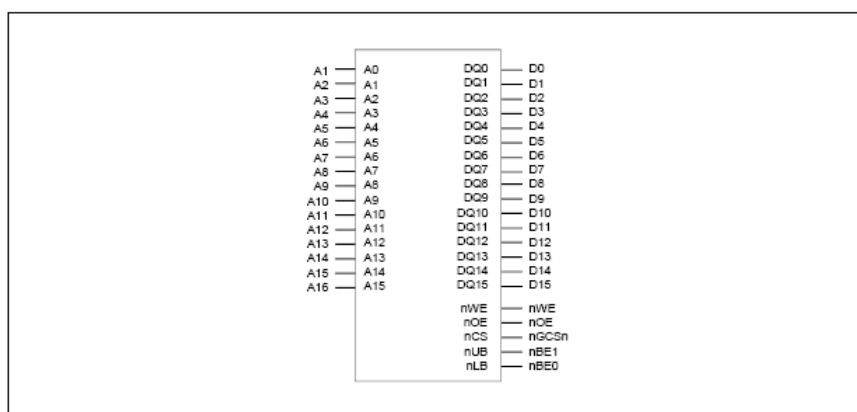 A1 A0 DQ0 D0
A2 A1 DQ1 D1
A3 A2 DQ2 D2
A4 A3 DQ3 D3
A5 A4 DQ4 D4
A6 A5 DQ5 D5
A7 A6 DQ6 D6
A8 A7 DQ7 D7
A9 A8 DQ8 D8
A10 A9 DQ9 D9
A11 A10 DQ10 D10
A12 A11 DQ11 D11
A13 A12 DQ12 D12
A14 A13 DQ13 D13
A15 A14 DQ14 D14
A16 A15 DQ15 D15
nWE nWE
nOE nOE
nCS nGCSn
nUB nBE1
nLB nBE0